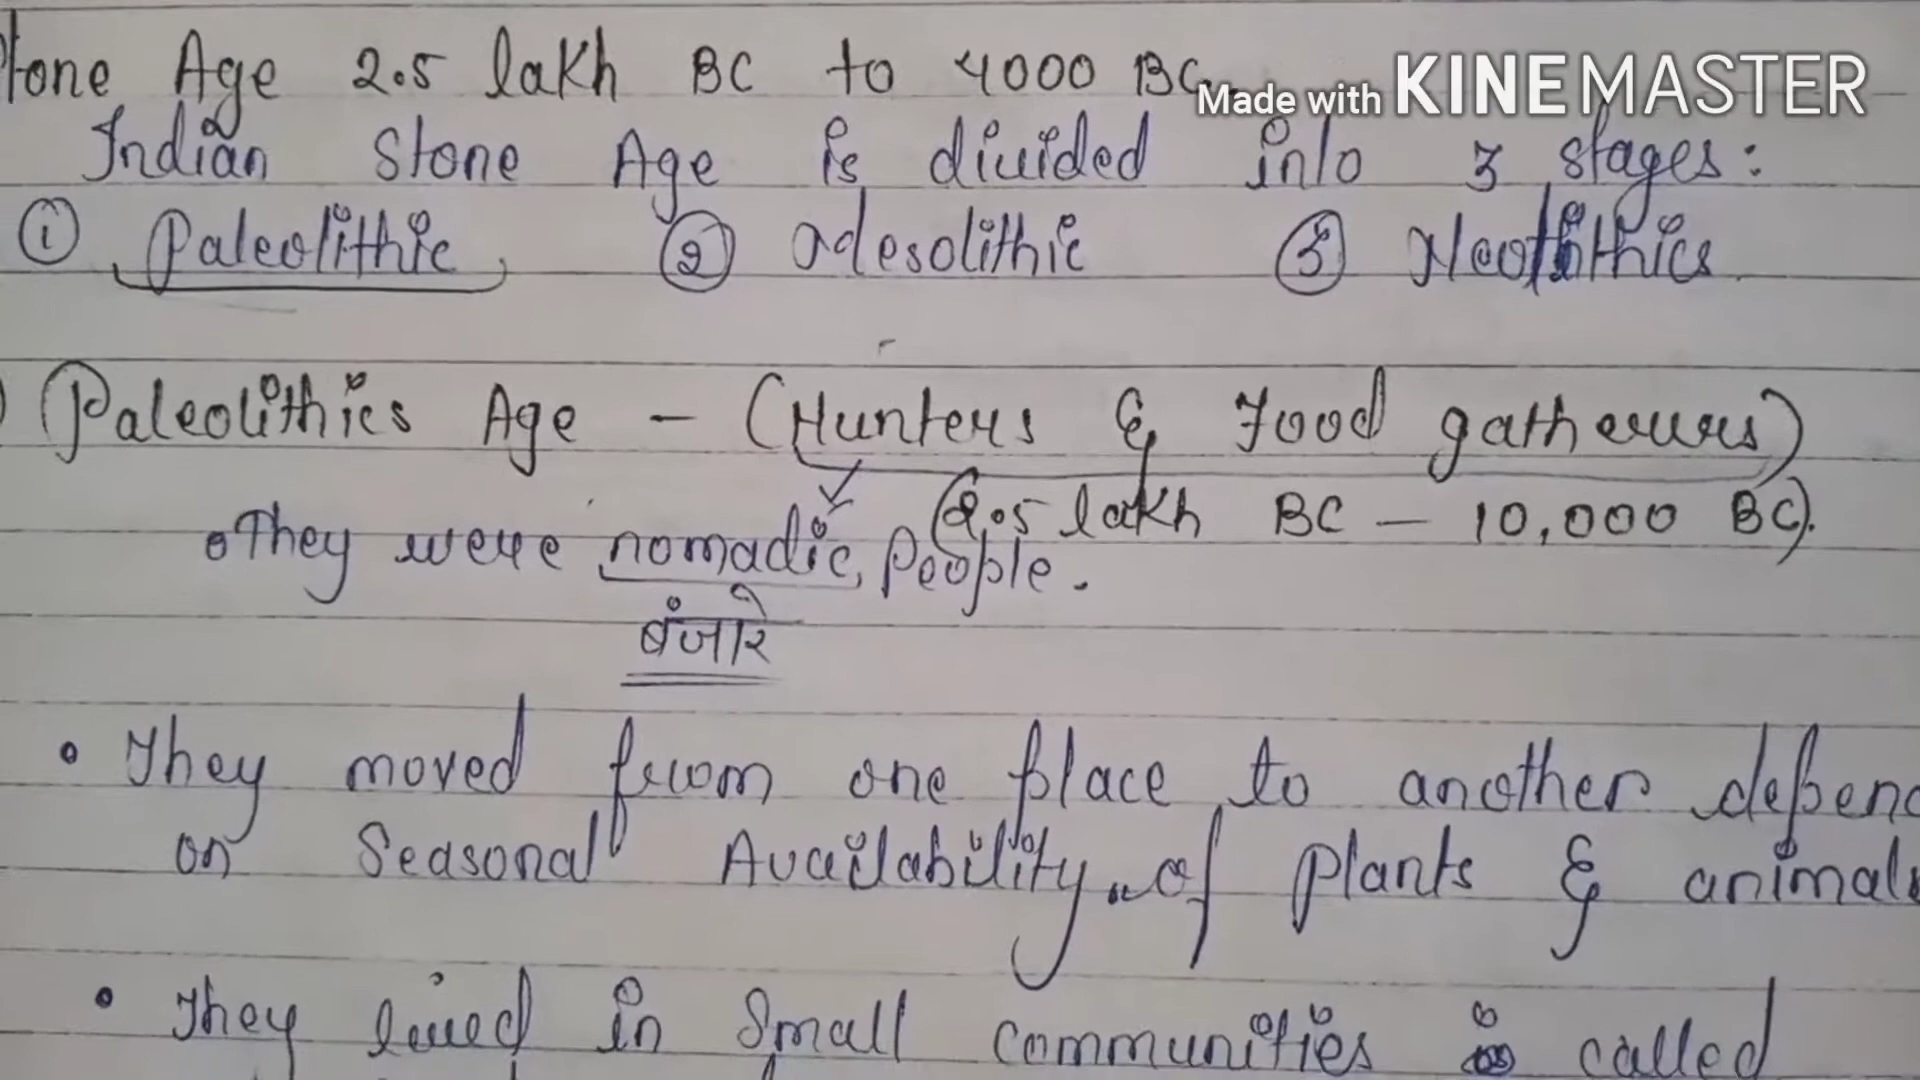 tone Age 2.5 lakh BC to 4000 BC.
Made with KINEMASTER
Indian Stone Age is divided into 3 stages:
① Paleolithic ② Mesolithic ③ Neolithics
Paleolithics Age - (Hunters & Food gatherers)
(2.5 lakh BC - 10,000 BC).
They were nomadic People.
बंजारे
• They moved from one place to another depend
on Seasonal Availability of plants & animals
• They lived in Small communities is called